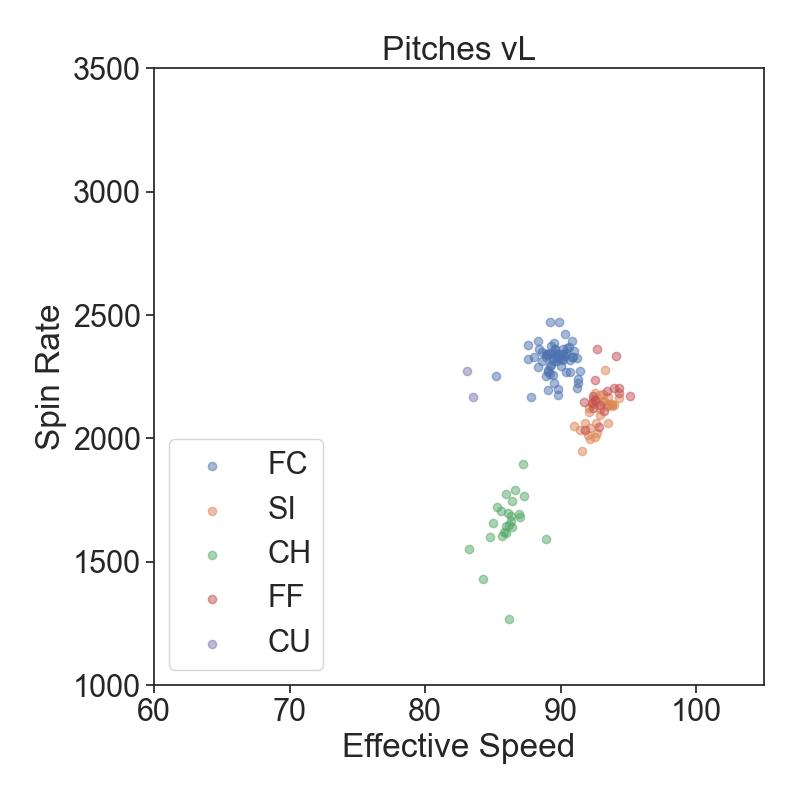 Pitches vL
3500
3000
2500
2000
1500
1000
Spin Rate
FC
SI
CH
FF
CU
60 70 80 90 100
Effective Speed